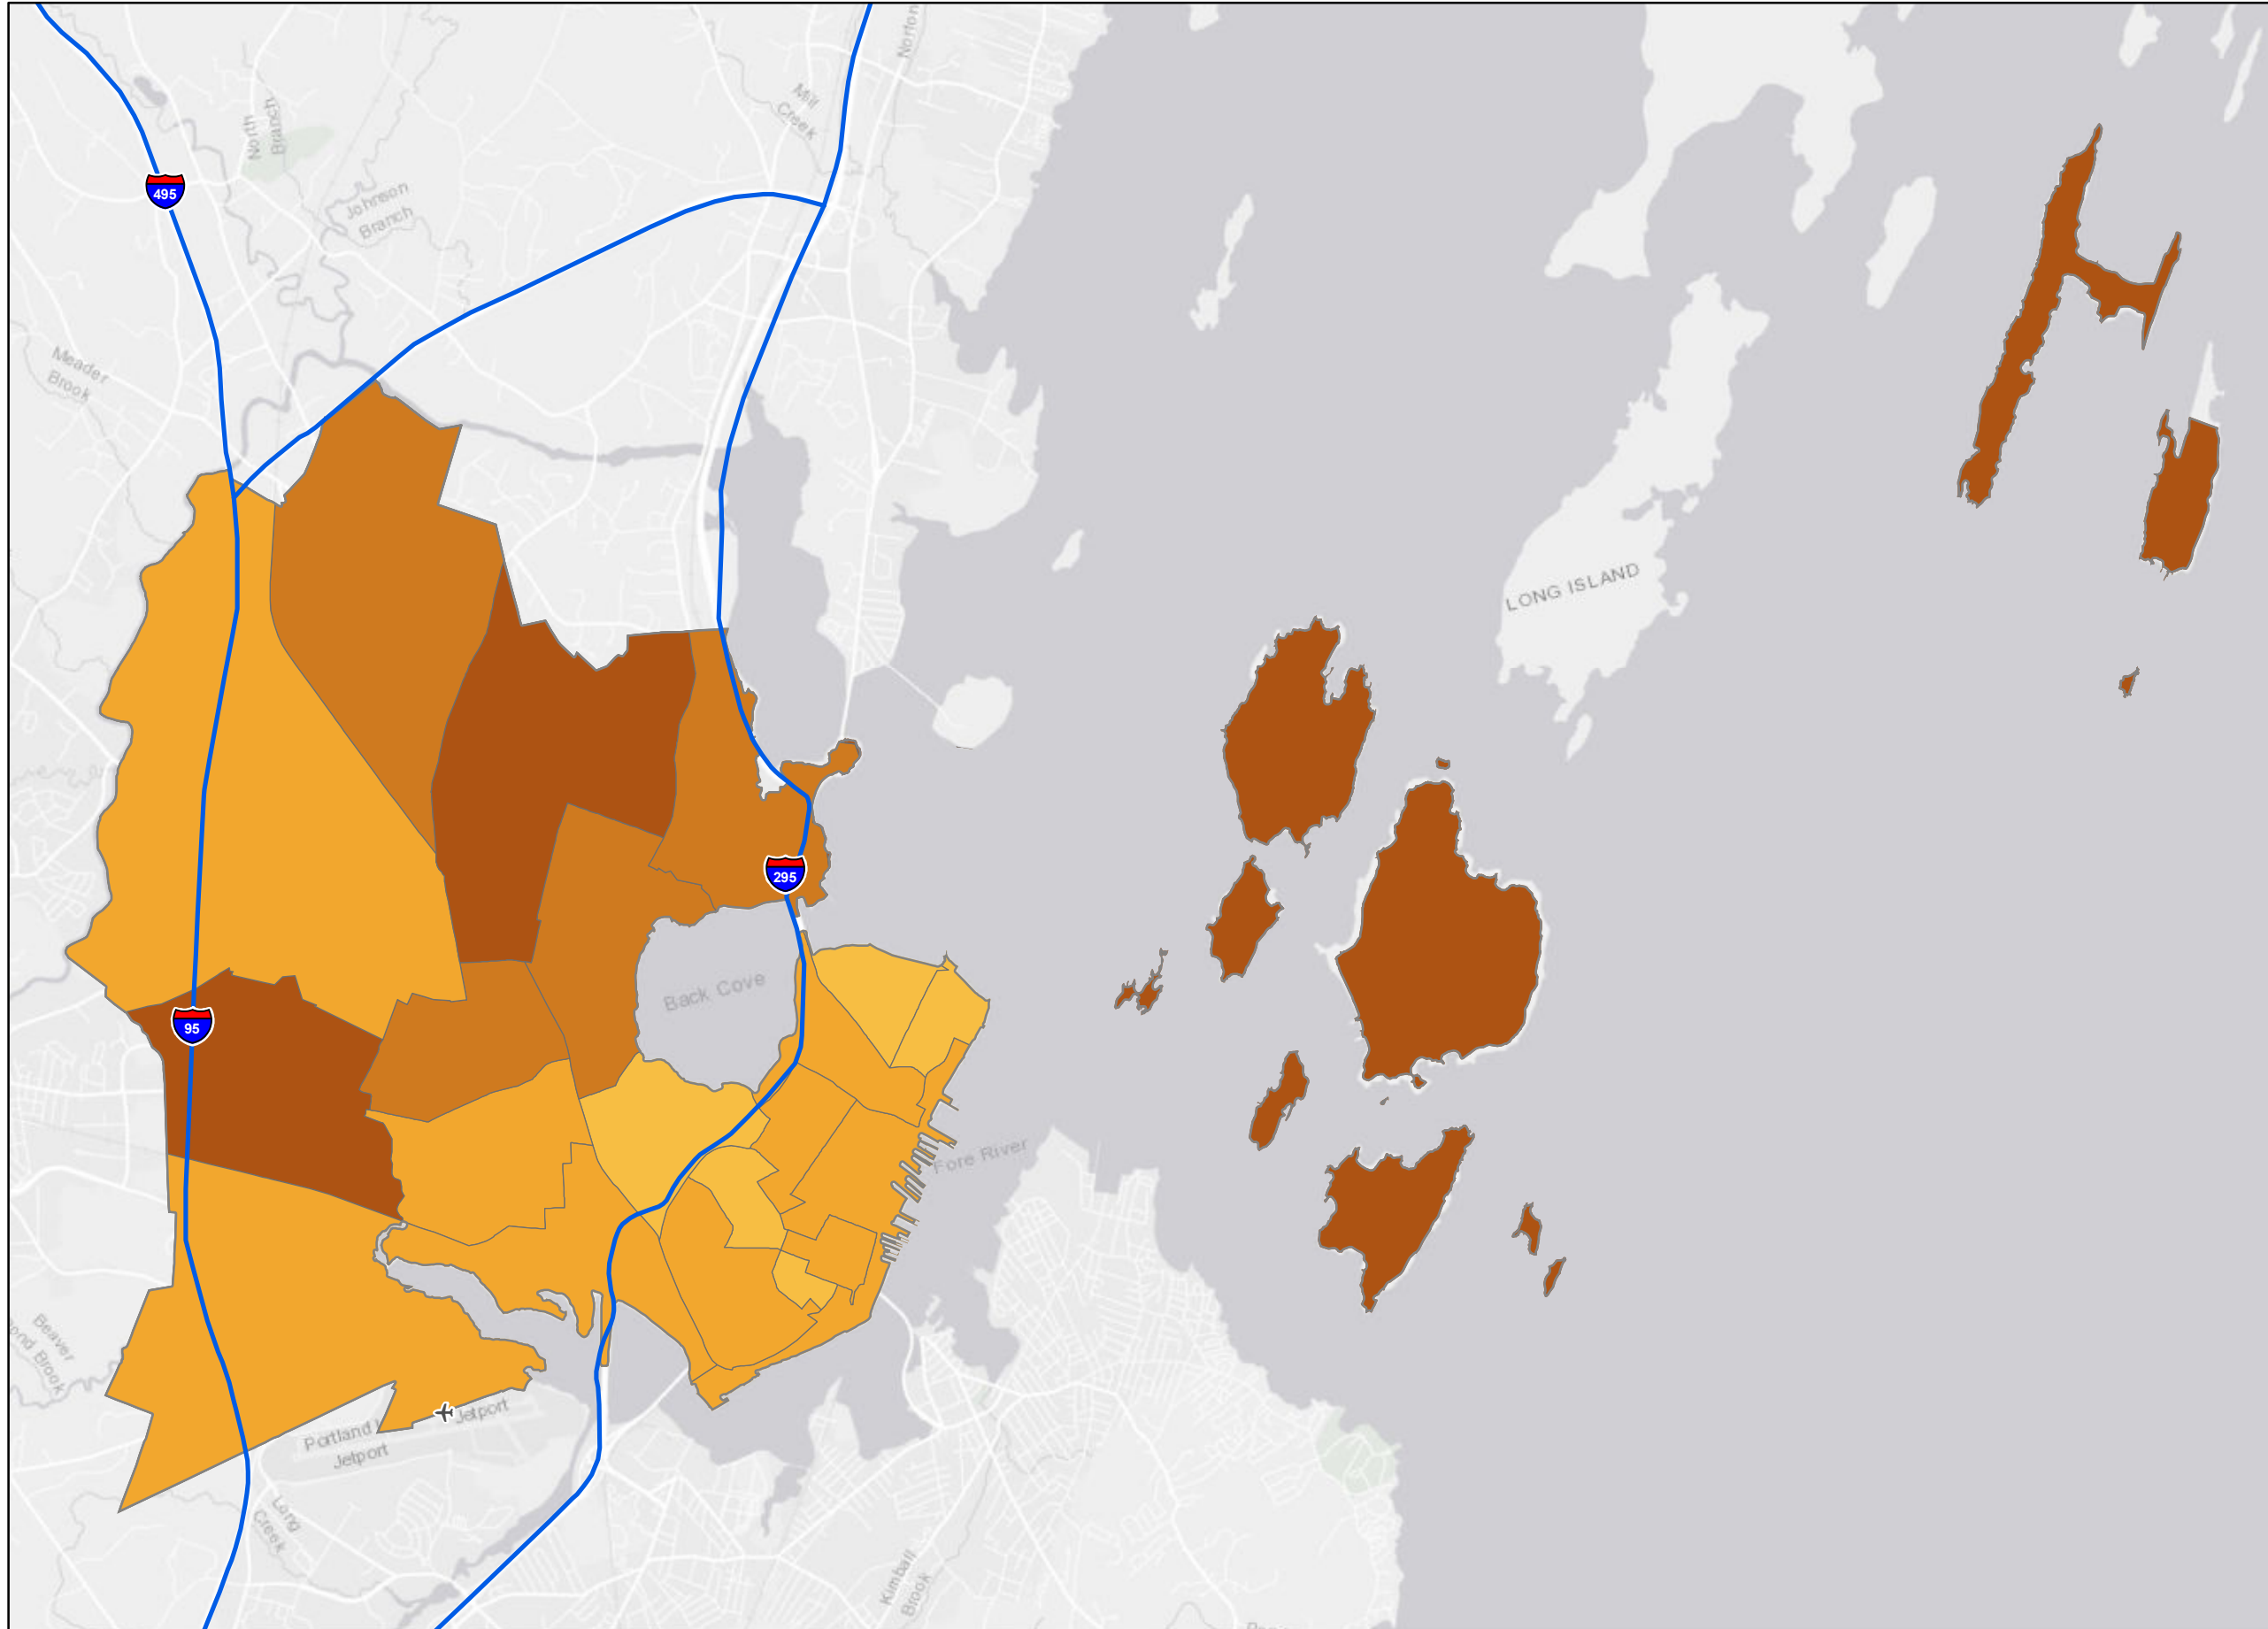 Norton
Mill
Creek
North
Branch
495
Johnson
Branch
Meader
Brook
LONG ISLAND
295
Back Cove
95
Fore River
Beaver
ond Brook
Jetport
Portland I
Jetport
Long
Creek
Kimball
Brook